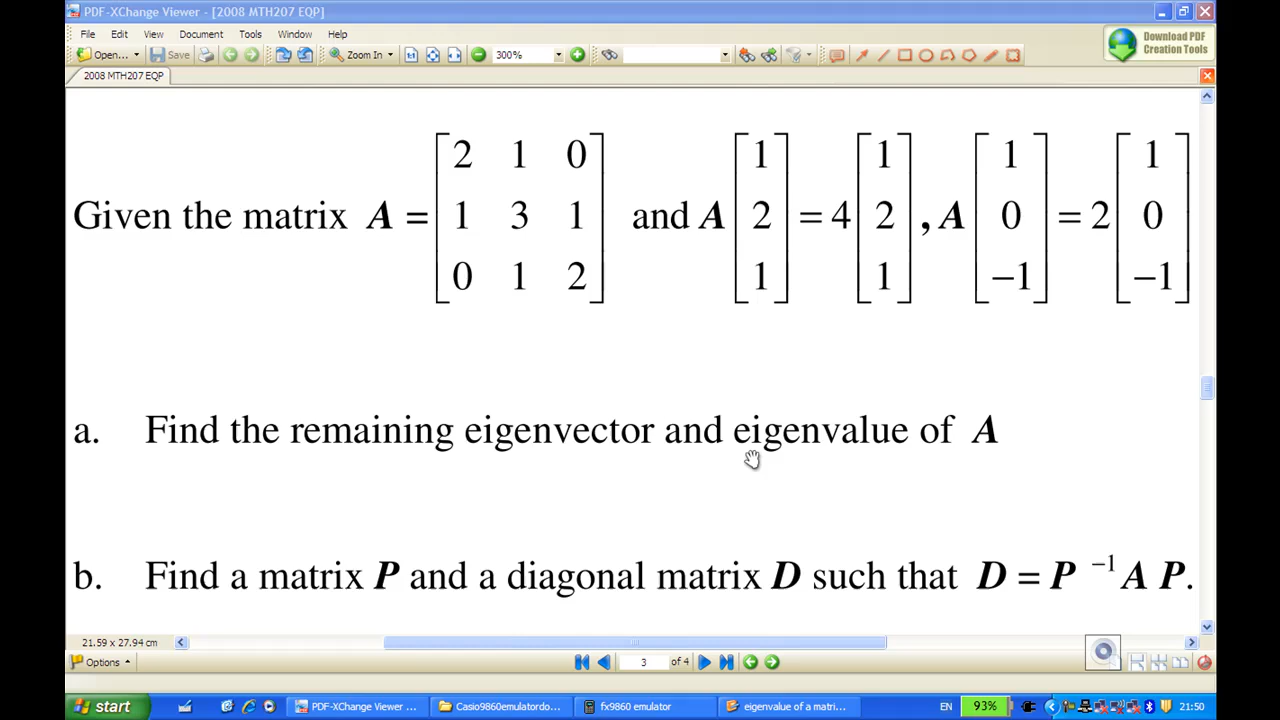 PDF-XChange Viewer - [2008 MTH207 EQP]
File Edit View Document Tools Window Help
Open... Save Zoom In 300% Download PDF Creation Tools
2008 MTH207 EQP
Given the matrix A = [2 1 0; 1 3 1; 0 1 2] and A [1; 2; 1] = 4 [1; 2; 1] , A [1; 0; −1] = 2 [1; 0; −1]
a. Find the remaining eigenvector and eigenvalue of A
b. Find a matrix P and a diagonal matrix D such that D = P −1 A P.
21.59 x 27.94 cm
Options 3 of 4
start PDF-XChange Viewer ... Casio9860emulatordo... fx9860 emulator eigenvalue of a matri... EN 93% 21:50